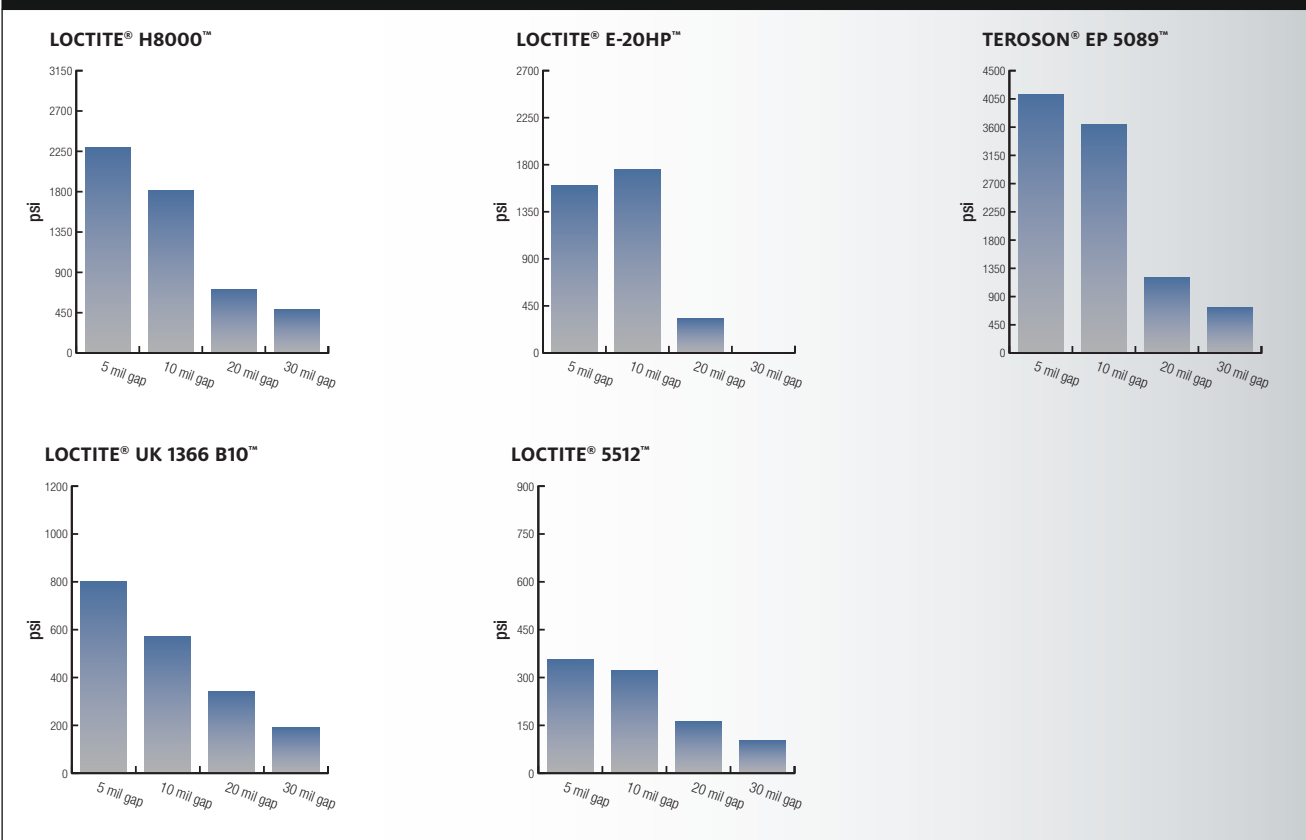 LOCTITE® H8000™
3150
2700
2250
1800
1350
900
450
0
psi
5 mil gap
10 mil gap
20 mil gap
30 mil gap
LOCTITE® E-20HP™
2700
2250
1800
1350
900
450
0
psi
5 mil gap
10 mil gap
20 mil gap
30 mil gap
TEROSON® EP 5089™
4500
4050
3600
3150
2700
2250
1800
1350
900
450
0
psi
5 mil gap
10 mil gap
20 mil gap
30 mil gap
LOCTITE® UK 1366 B10™
1200
1000
800
600
400
200
0
psi
5 mil gap
10 mil gap
20 mil gap
30 mil gap
LOCTITE® 5512™
900
750
600
450
300
150
0
psi
5 mil gap
10 mil gap
20 mil gap
30 mil gap